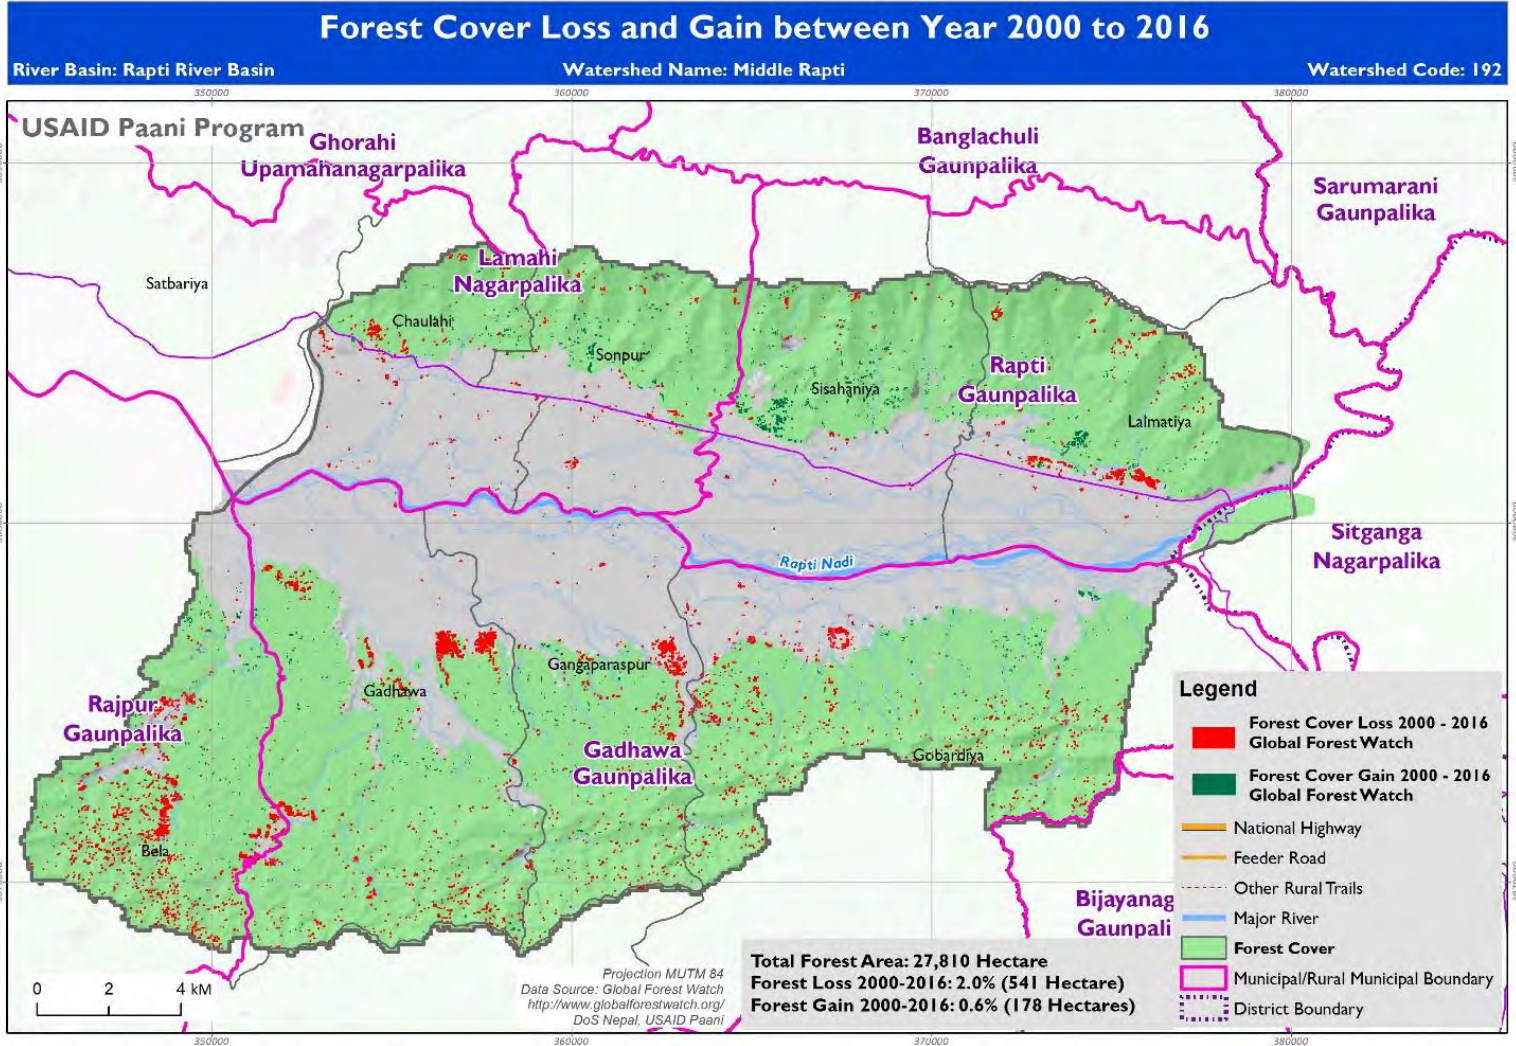 Forest Cover Loss and Gain between Year 2000 to 2016
River Basin: Rapti River Basin
Watershed Name: Middle Rapti
Watershed Code: 192
350000
360000
370000
380000
USAID Paani Program
Ghorahi
Upamahanagarpalika
Banglachuli
Gaunpalika
Sarumarani
Gaunpalika
Lamahi
Nagarpalika
Satbariya
Chaulahi
Sonpur
Sisahaniya
Rapti
Gaunpalika
Lalmatiya
Sitganga
Nagarpalika
Rapti Nadi
Gangaparaspur
Gadhawa
Rajpur
Gaunpalika
Gadhawa
Gaunpalika
Gobardiya
Bela
Bijayanag
Gaunpali
Legend
Forest Cover Loss 2000 - 2016
Global Forest Watch
Forest Cover Gain 2000 - 2016
Global Forest Watch
National Highway
Feeder Road
Other Rural Trails
Major River
Forest Cover
Municipal/Rural Municipal Boundary
District Boundary
0 2 4 kM
Projection MUTM 84
Data Source: Global Forest Watch
http://www.globalforestwatch.org/
DoS Nepal, USAID Paani
Total Forest Area: 27,810 Hectare
Forest Loss 2000-2016: 2.0% (541 Hectare)
Forest Gain 2000-2016: 0.6% (178 Hectares)
350000
360000
370000
380000